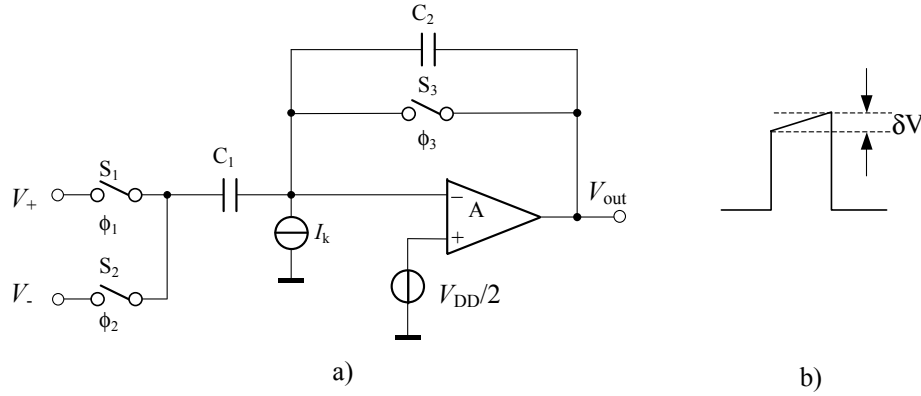 C2
S3
ϕ3
C1
S1
V+
ϕ1
S2
V-
ϕ2
Ik
−
A
+
VDD/2
Vout
δV
a)
b)